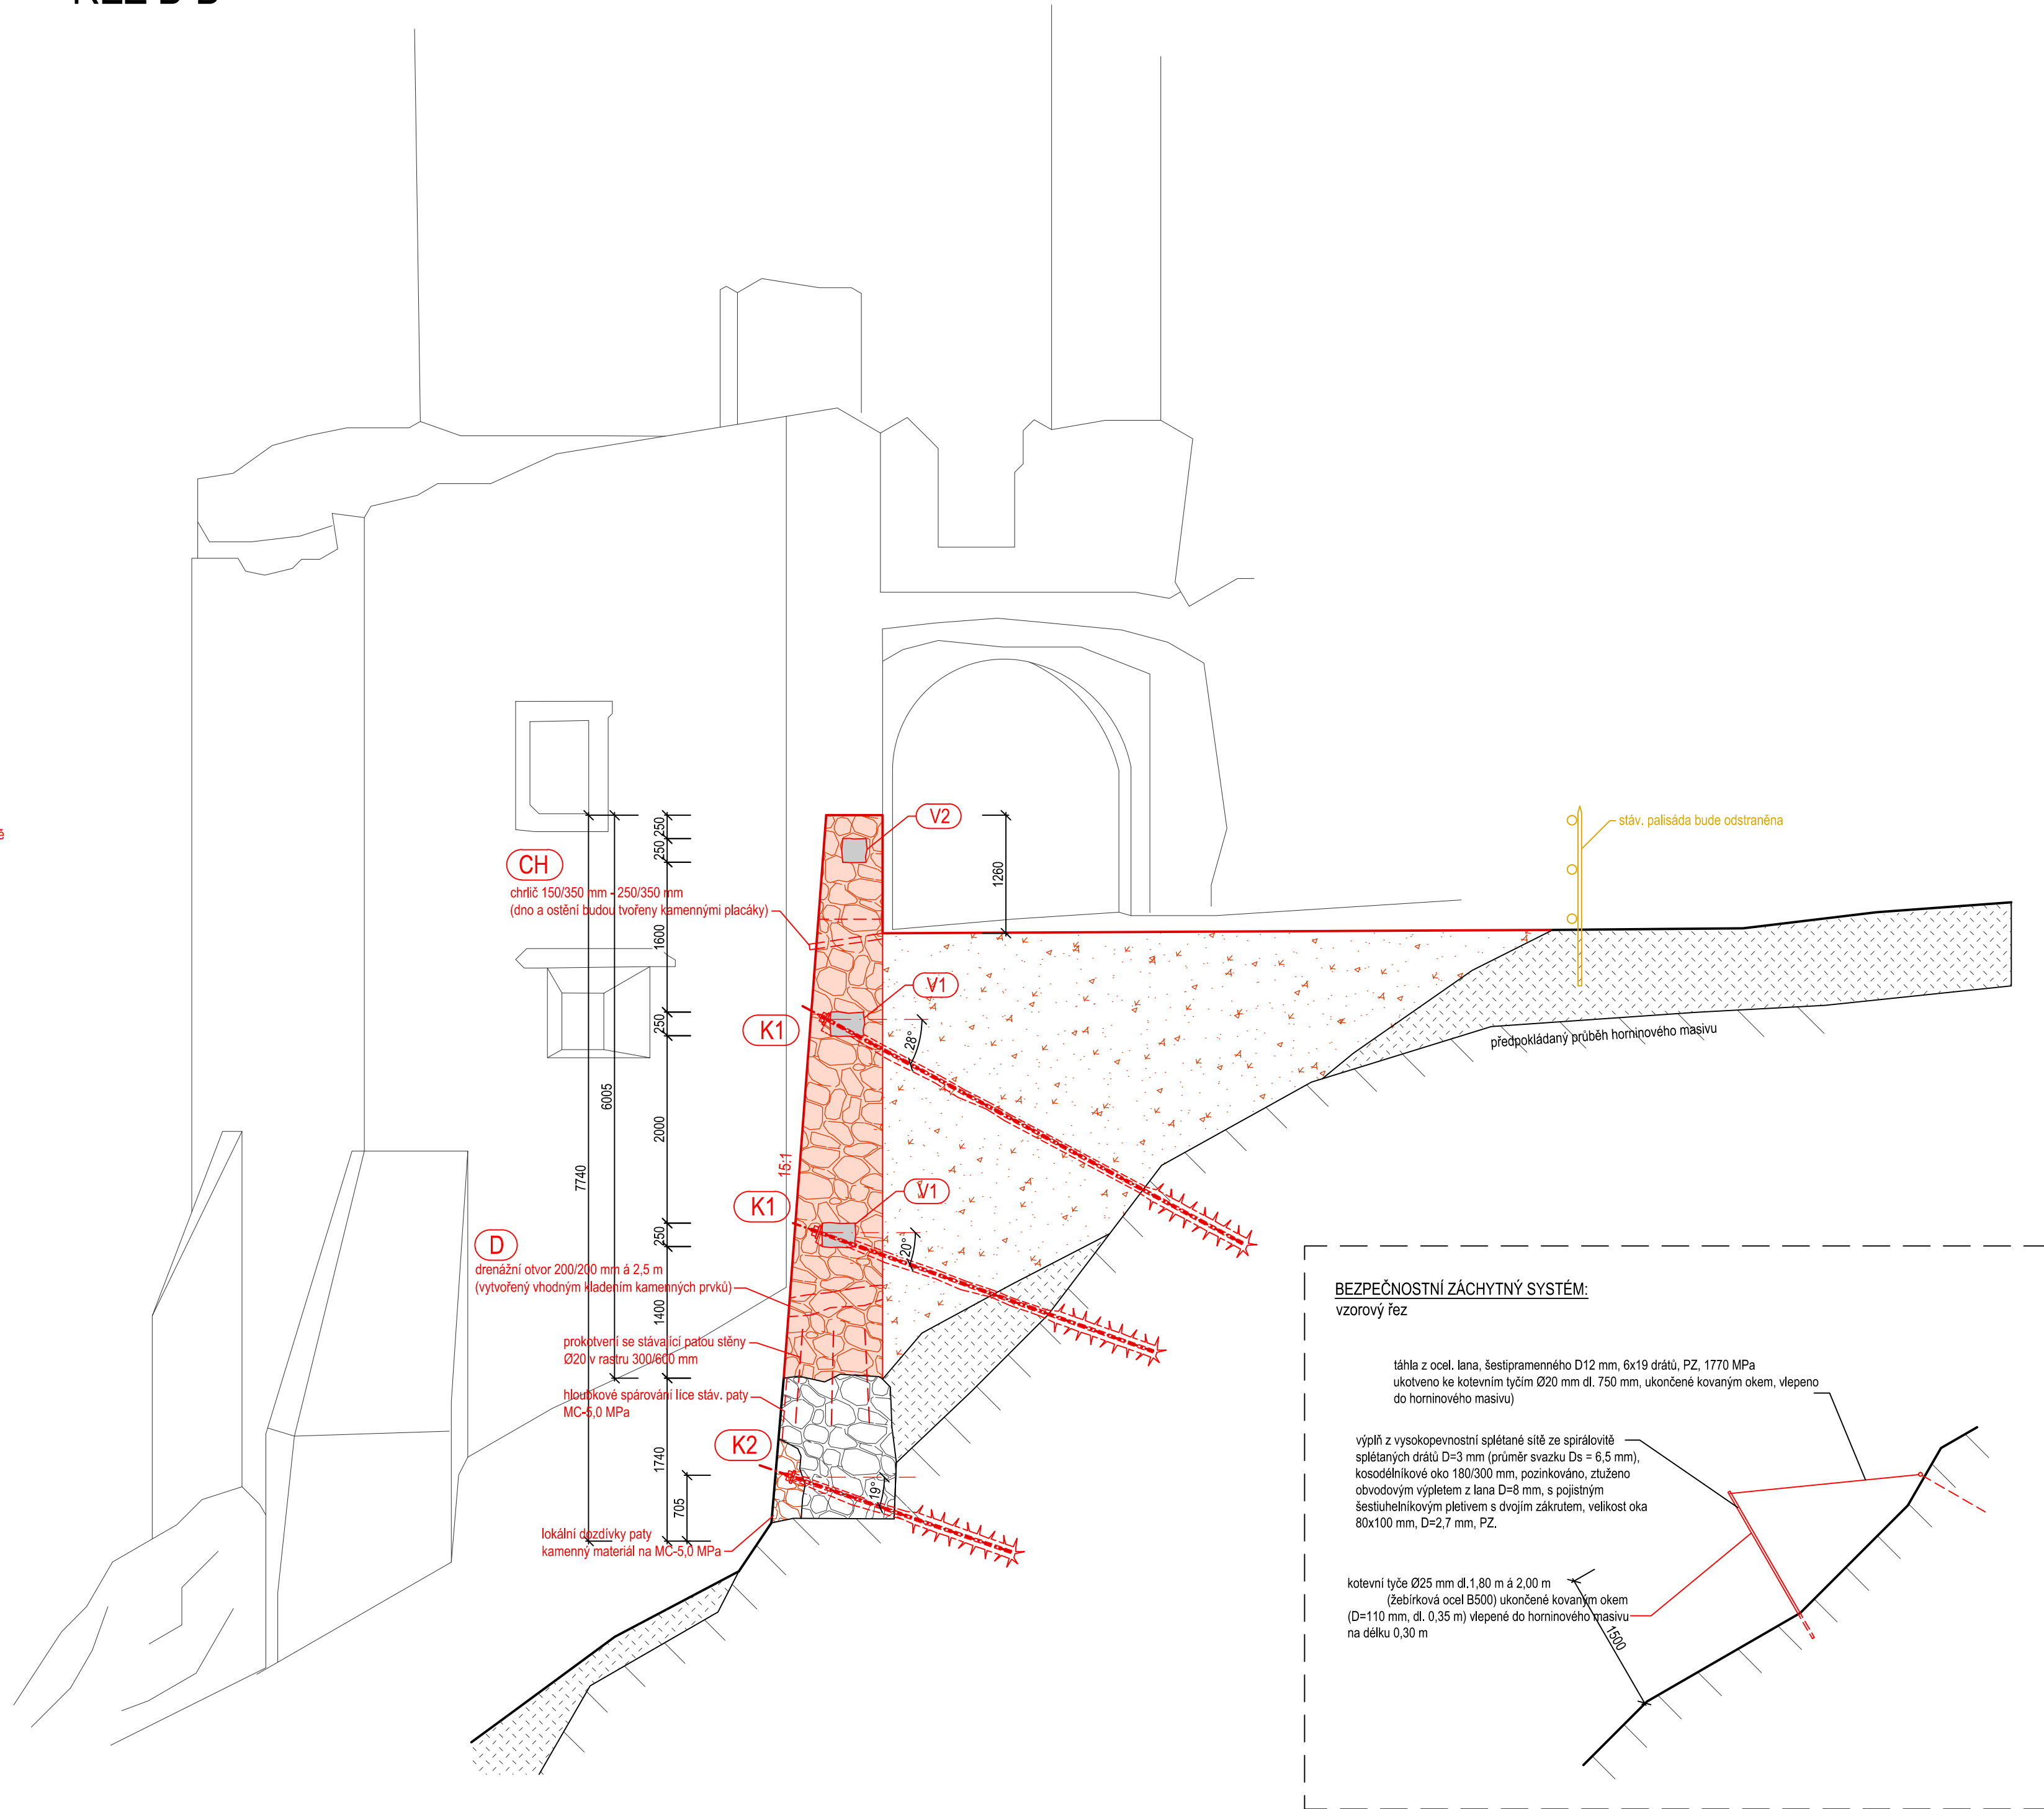 V2
stáv. palisáda bude odstraněna
250
250
CH
chrlič 150/350 mm - 250/350 mm
(dno a ostění budou tvořeny kamennými placáky)
1260
1600
V1
K1
250
28°
předpokládaný průběh horninového masivu
6005
2000
7740
15:1
K1
V1
250
20°
D
drenážní otvor 200/200 mm á 2,5 m
(vytvořený vhodným kladením kamenných prvků)
1400
prokotvení se stávající patou stěny
Ø20 v rastru 300/600 mm
hloubkové spárování líce stáv. paty
MC-5,0 MPa
K2
1740
19°
705
lokální dozdívky paty
kamenný materiál na MC-5,0 MPa
BEZPEČNOSTNÍ ZÁCHYTNÝ SYSTÉM:
vzorový řez
táhla z ocel. lana, šestipramenného D12 mm, 6x19 drátů, PZ, 1770 MPa
ukotveno ke kotevním tyčím Ø20 mm dl. 750 mm, ukončené kovaným okem, vlepeno
do horninového masivu)
výplň z vysokopevnostní splétané sítě ze spirálovitě
splétaných drátů D=3 mm (průměr svazku Ds = 6,5 mm),
kosodélníkové oko 180/300 mm, pozinkováno, ztuženo
obvodovým výpletem z lana D=8 mm, s pojistným
šestiuhelníkovým pletivem s dvojím zákrutem, velikost oka
80x100 mm, D=2,7 mm, PZ.
kotevní tyče Ø25 mm dl.1,80 m á 2,00 m
(žebírková ocel B500) ukončené kovaným okem
(D=110 mm, dl. 0,35 m) vlepené do horninového masivu
na délku 0,30 m
1500